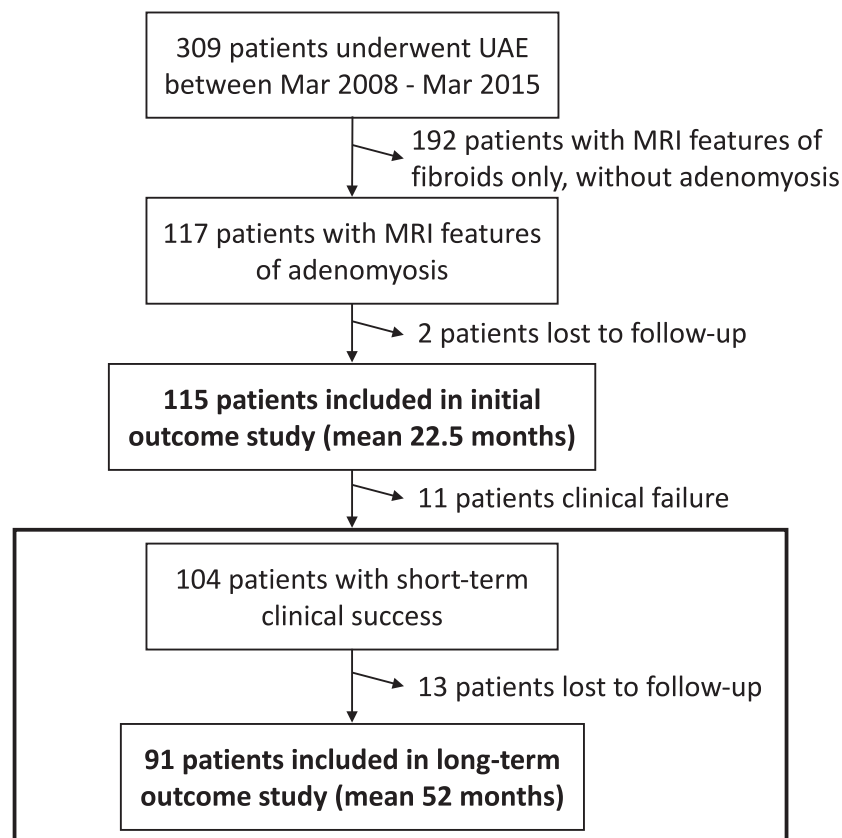 309 patients underwent UAE
between Mar 2008 - Mar 2015
192 patients with MRI features of
fibroids only, without adenomyosis
117 patients with MRI features
of adenomyosis
2 patients lost to follow-up
115 patients included in initial
outcome study (mean 22.5 months)
11 patients clinical failure
104 patients with short-term
clinical success
13 patients lost to follow-up
91 patients included in long-term
outcome study (mean 52 months)